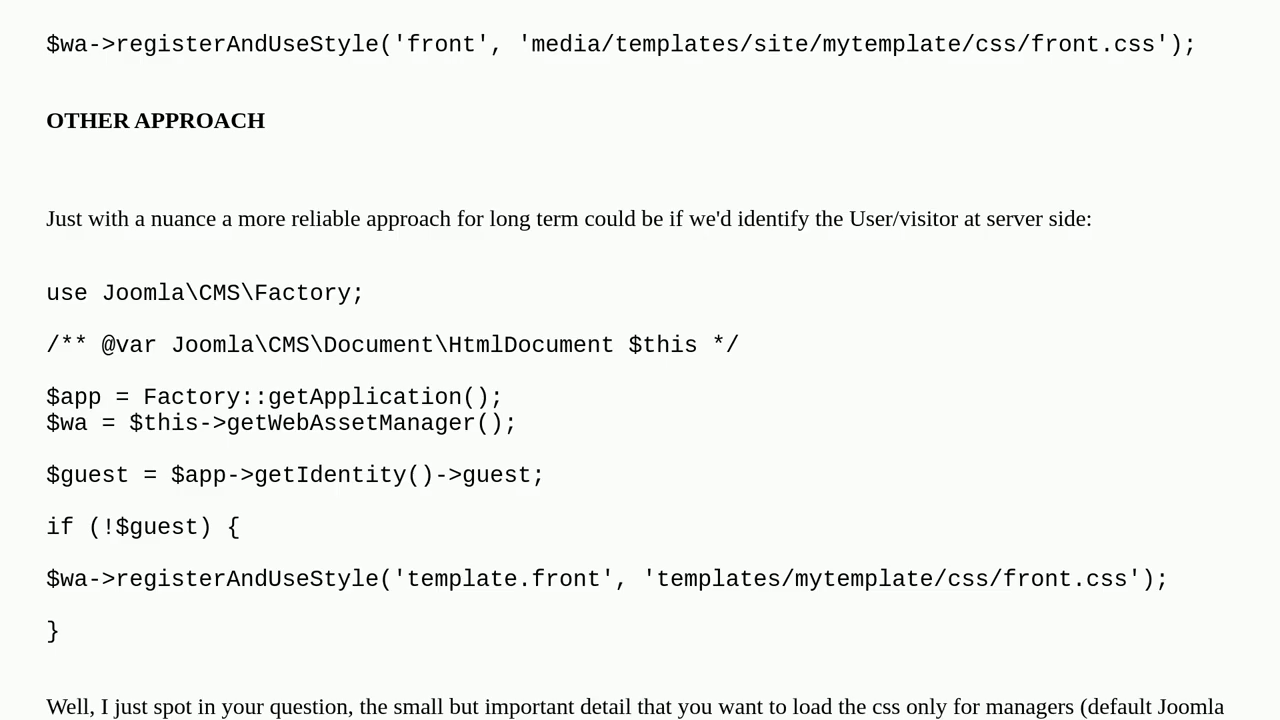 $wa->registerAndUseStyle('front', 'media/templates/site/mytemplate/css/front.css');
OTHER APPROACH
Just with a nuance a more reliable approach for long term could be if we'd identify the User/visitor at server side:
use Joomla\CMS\Factory;
/** @var Joomla\CMS\Document\HtmlDocument $this */
$app = Factory::getApplication();
$wa = $this->getWebAssetManager();
$guest = $app->getIdentity()->guest;
if (!$guest) {
$wa->registerAndUseStyle('template.front', 'templates/mytemplate/css/front.css');
}
Well, I just spot in your question, the small but important detail that you want to load the css only for managers (default Joomla